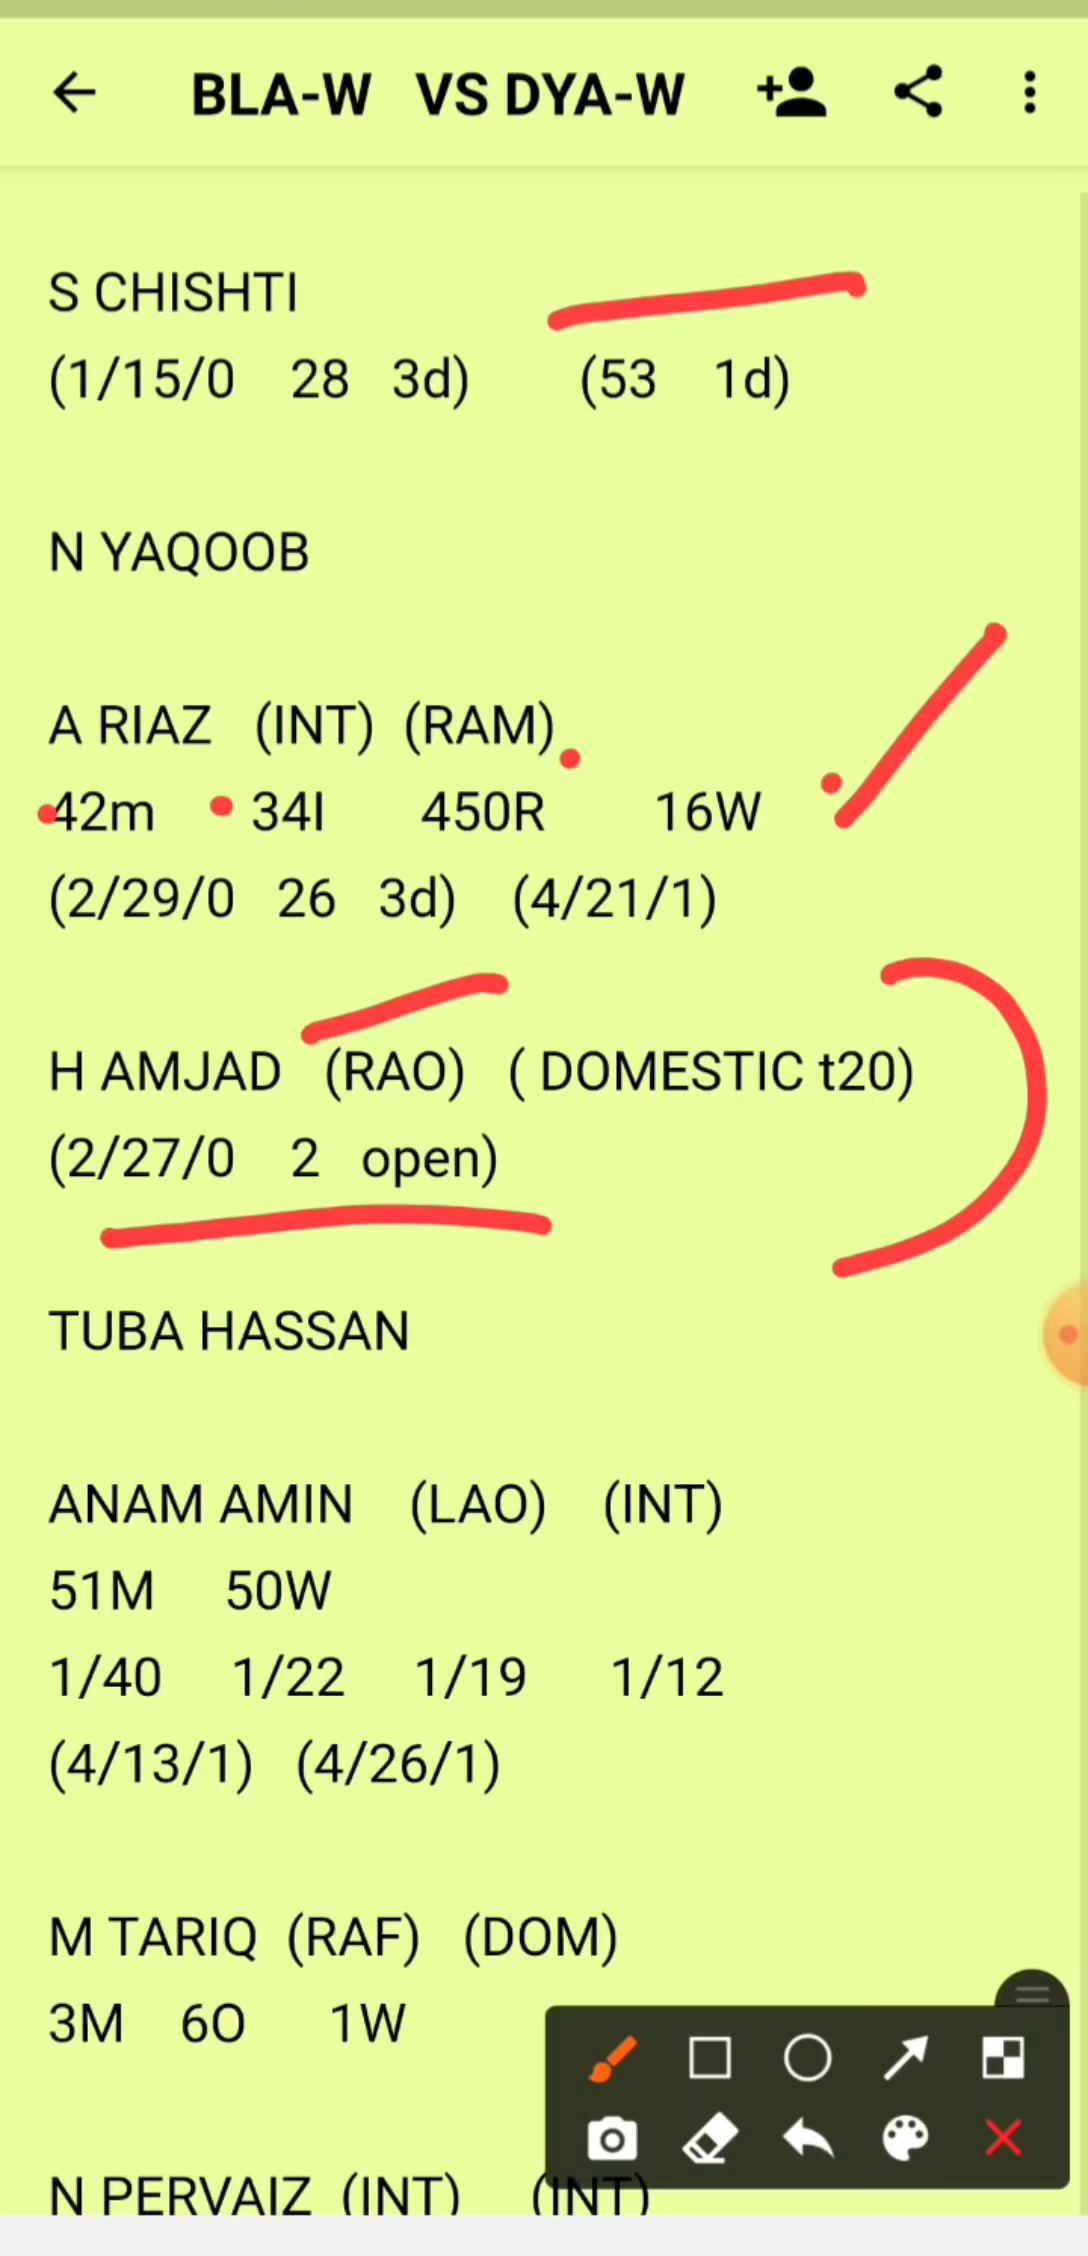 BLA-W VS DYA-W
S CHISHTI
(1/15/0 28 3d) (53 1d)
N YAQOOB
A RIAZ (INT) (RAM)
42m 34I 450R 16W
(2/29/0 26 3d) (4/21/1)
H AMJAD (RAO) ( DOMESTIC t20)
(2/27/0 2 open)
TUBA HASSAN
ANAM AMIN (LAO) (INT)
51M 50W
1/40 1/22 1/19 1/12
(4/13/1) (4/26/1)
M TARIQ (RAF) (DOM)
3M 6O 1W
N PERVAIZ (INT) (INT)